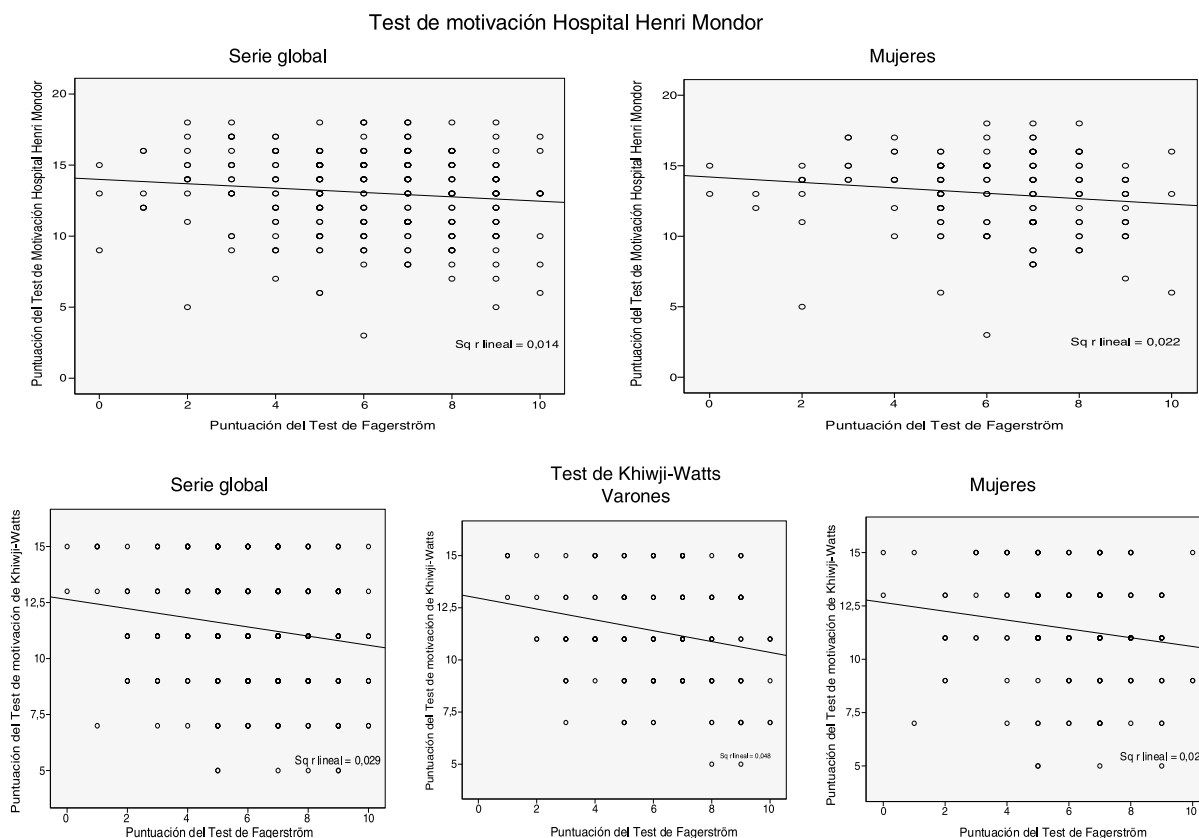 Test de motivación Hospital Henri Mondor
Serie global
Puntuación del Test de Motivación Hospital Henri Mondor
20
15
10
5
0
Sq r lineal = 0,014
0 2 4 6 8 10
Puntuación del Test de Fagerström
Mujeres
Puntuación del Test de Motivación Hospital Henri Mondor
20
15
10
5
0
Sq r lineal = 0,022
0 2 4 6 8 10
Puntuación del Test de Fagerström
Test de Khiwji-Watts
Serie global
Puntuación del Test de motivación de Khiwji-Watts
15
12,5
10
7,5
5
Sq r lineal = 0,029
0 2 4 6 8 10
Puntuación del Test de Fagerström
Varones
Puntuación del Test de motivación de Khiwji-Watts
15
12,5
10
7,5
5
Sq r lineal = 0,048
0 2 4 6 8 10
Puntuación del Test de Fagerström
Mujeres
Puntuación del Test de motivación de Khiwji-Watts
15
12,5
10
7,5
5
Sq r lineal = 0,02
0 2 4 6 8 10
Puntuación del Test de Fagerström